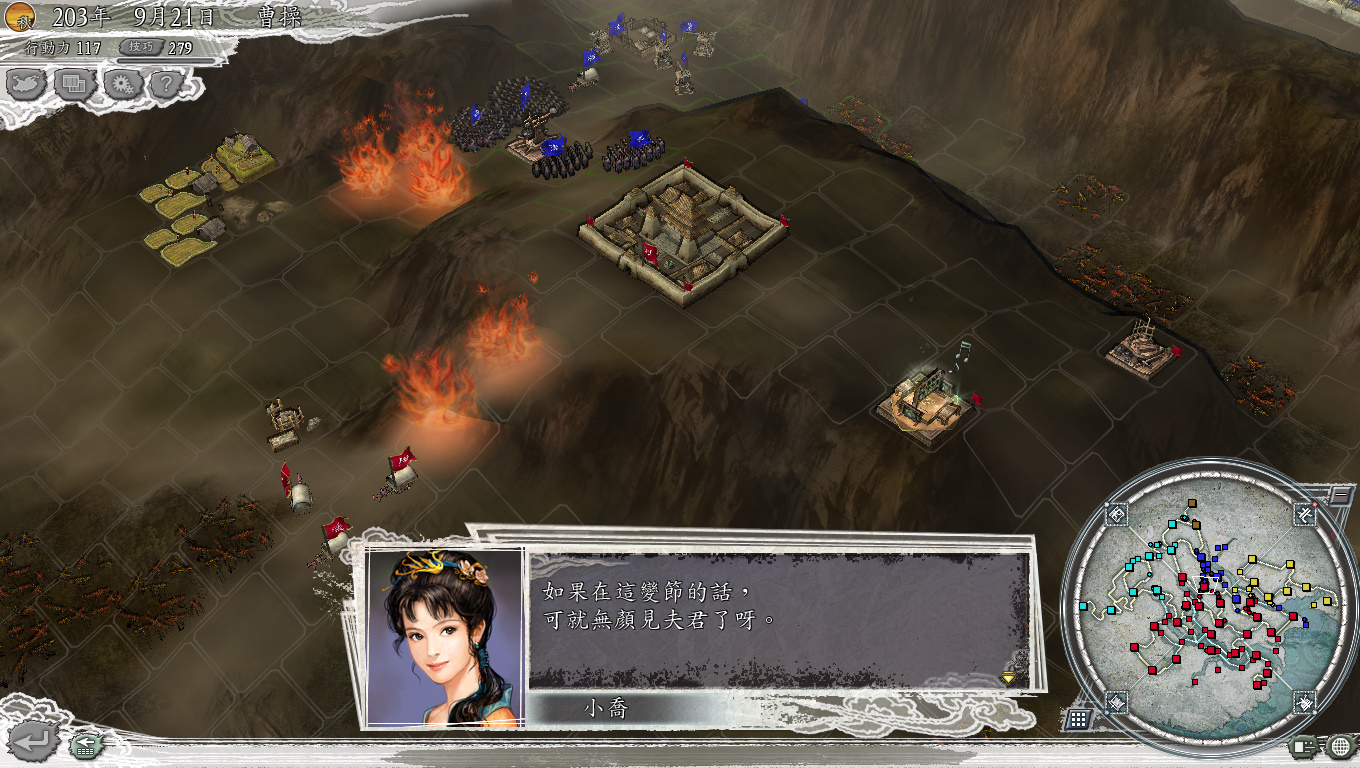 203年 9月21日 曹操
行動力 117 技巧 279
?
如果在這變節的話，
可就無顏見夫君了呀。
小喬